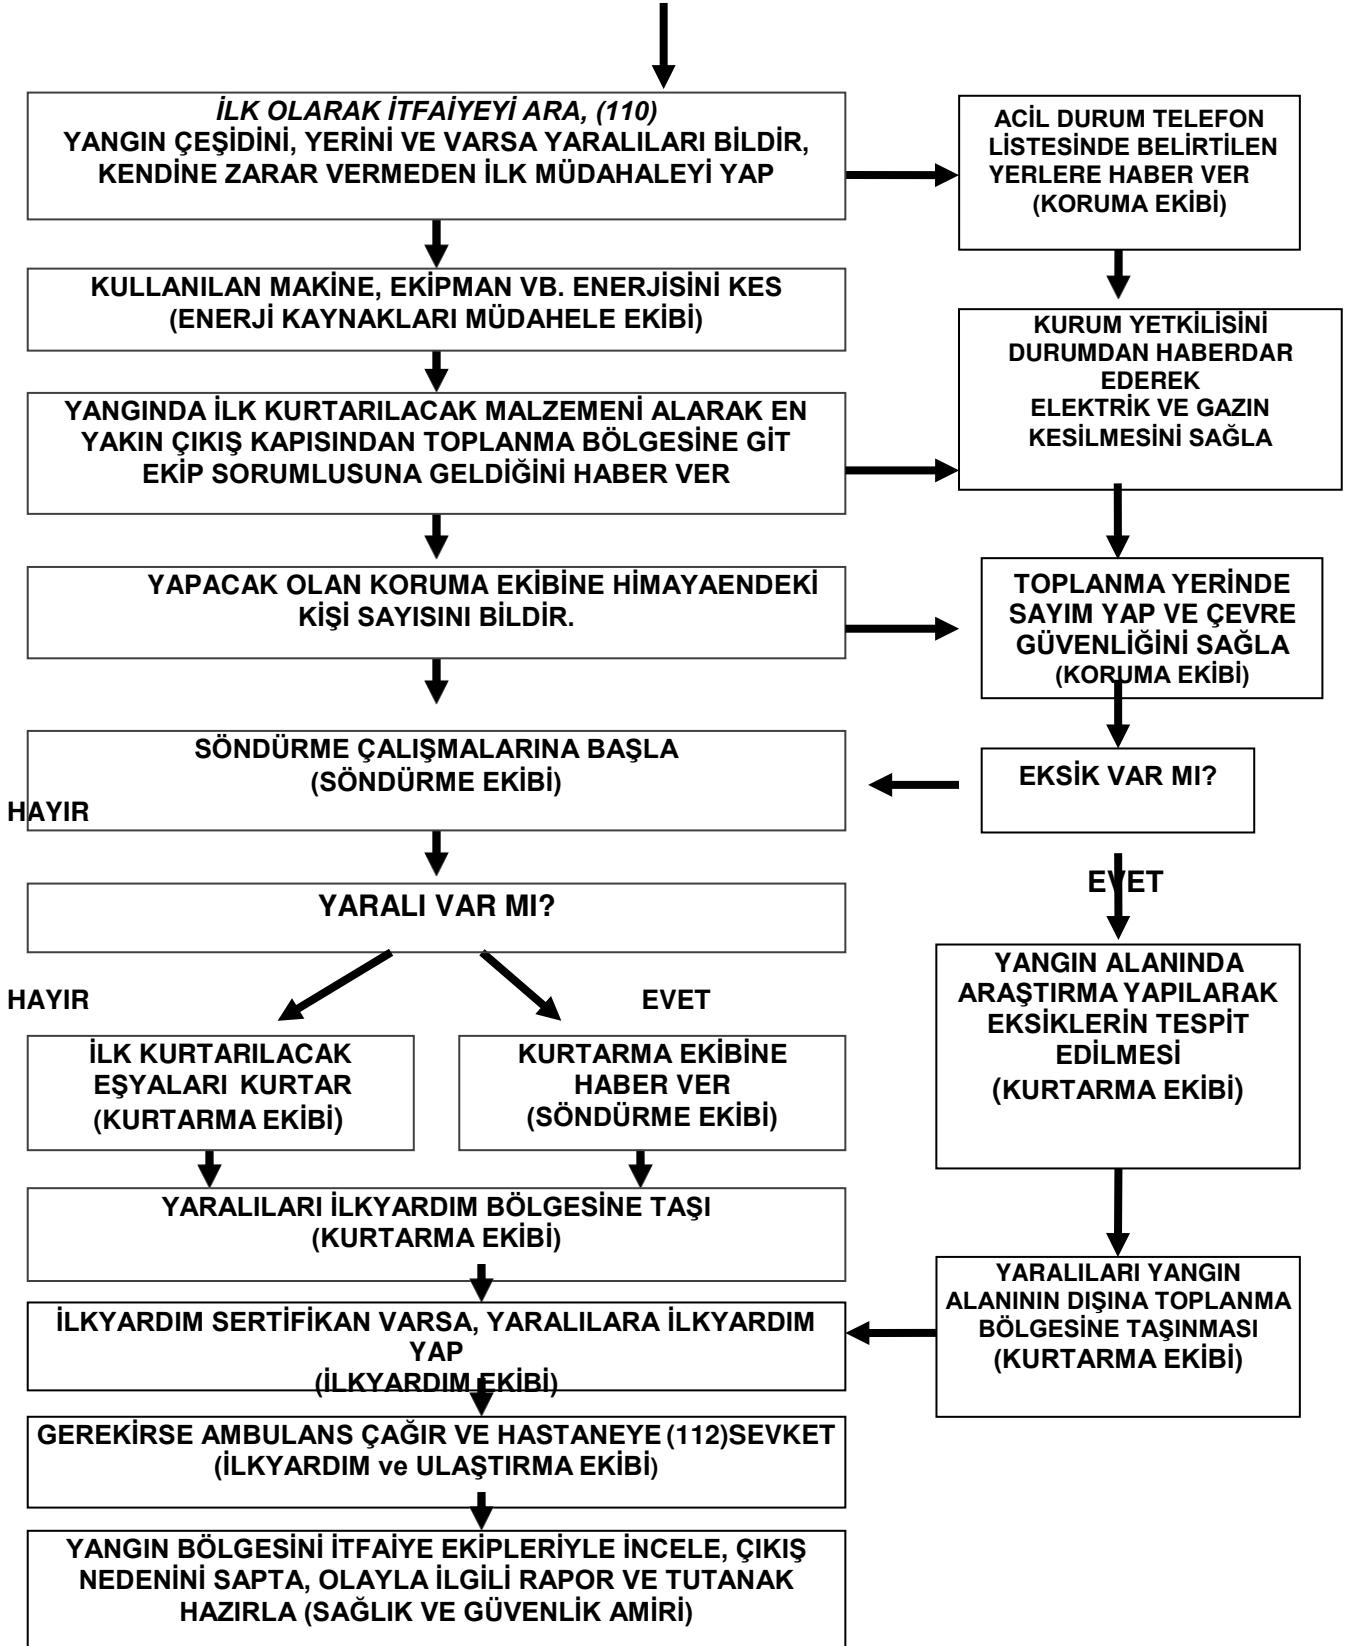 İLK OLARAK İTFAİYEYİ ARA, (110)
YANGIN ÇEŞİDİNİ, YERİNİ VE VARSA YARALILARI BİLDİR,
KENDİNE ZARAR VERMEDEN İLK MÜDAHALEYİ YAP
ACİL DURUM TELEFON
LİSTESİNDE BELİRTİLEN
YERLERE HABER VER
(KORUMA EKİBİ)
KULLANILAN MAKİNE, EKİPMAN VB. ENERJİSİNİ KES
(ENERJİ KAYNAKLARI MÜDAHELE EKİBİ)
KURUM YETKİLİSİNİ
DURUMDAN HABERDAR
EDEREK
ELEKTRİK VE GAZIN
KESİLMESİNİ SAĞLA
YANGINDA İLK KURTARILACAK MALZEMENİ ALARAK EN
YAKIN ÇIKIŞ KAPISINDAN TOPLANMA BÖLGESİNE GİT
EKİP SORUMLUSUNA GELDİĞİNİ HABER VER
YAPACAK OLAN KORUMA EKİBİNE HİMAYAENDEKİ
KİŞİ SAYISINI BİLDİR.
TOPLANMA YERİNDE
SAYIM YAP VE ÇEVRE
GÜVENLİĞİNİ SAĞLA
(KORUMA EKİBİ)
SÖNDÜRME ÇALIŞMALARINA BAŞLA
(SÖNDÜRME EKİBİ)
HAYIR
EKSİK VAR MI?
EVET
YARALI VAR MI?
HAYIR
EVET
YANGIN ALANINDA
ARAŞTIRMA YAPILARAK
EKSİKLERİN TESPİT
EDİLMESİ
(KURTARMA EKİBİ)
İLK KURTARILACAK
EŞYALARI KURTAR
(KURTARMA EKİBİ)
KURTARMA EKİBİNE
HABER VER
(SÖNDÜRME EKİBİ)
YARALILARI İLKYARDIM BÖLGESİNE TAŞI
(KURTARMA EKİBİ)
YARALILARI YANGIN
ALANININ DIŞINA TOPLANMA
BÖLGESİNE TAŞINMASI
(KURTARMA EKİBİ)
İLKYARDIM SERTİFİKAN VARSA, YARALILARA İLKYARDIM
YAP
(İLKYARDIM EKİBİ)
GEREKİRSE AMBULANS ÇAĞIR VE HASTANEYE (112)SEVKET
(İLKYARDIM ve ULAŞTIRMA EKİBİ)
YANGIN BÖLGESİNİ İTFAİYE EKİPLERİYLE İNCELE, ÇIKIŞ
NEDENİNİ SAPTA, OLAYLA İLGİLİ RAPOR VE TUTANAK
HAZIRLA (SAĞLIK VE GÜVENLİK AMİRİ)